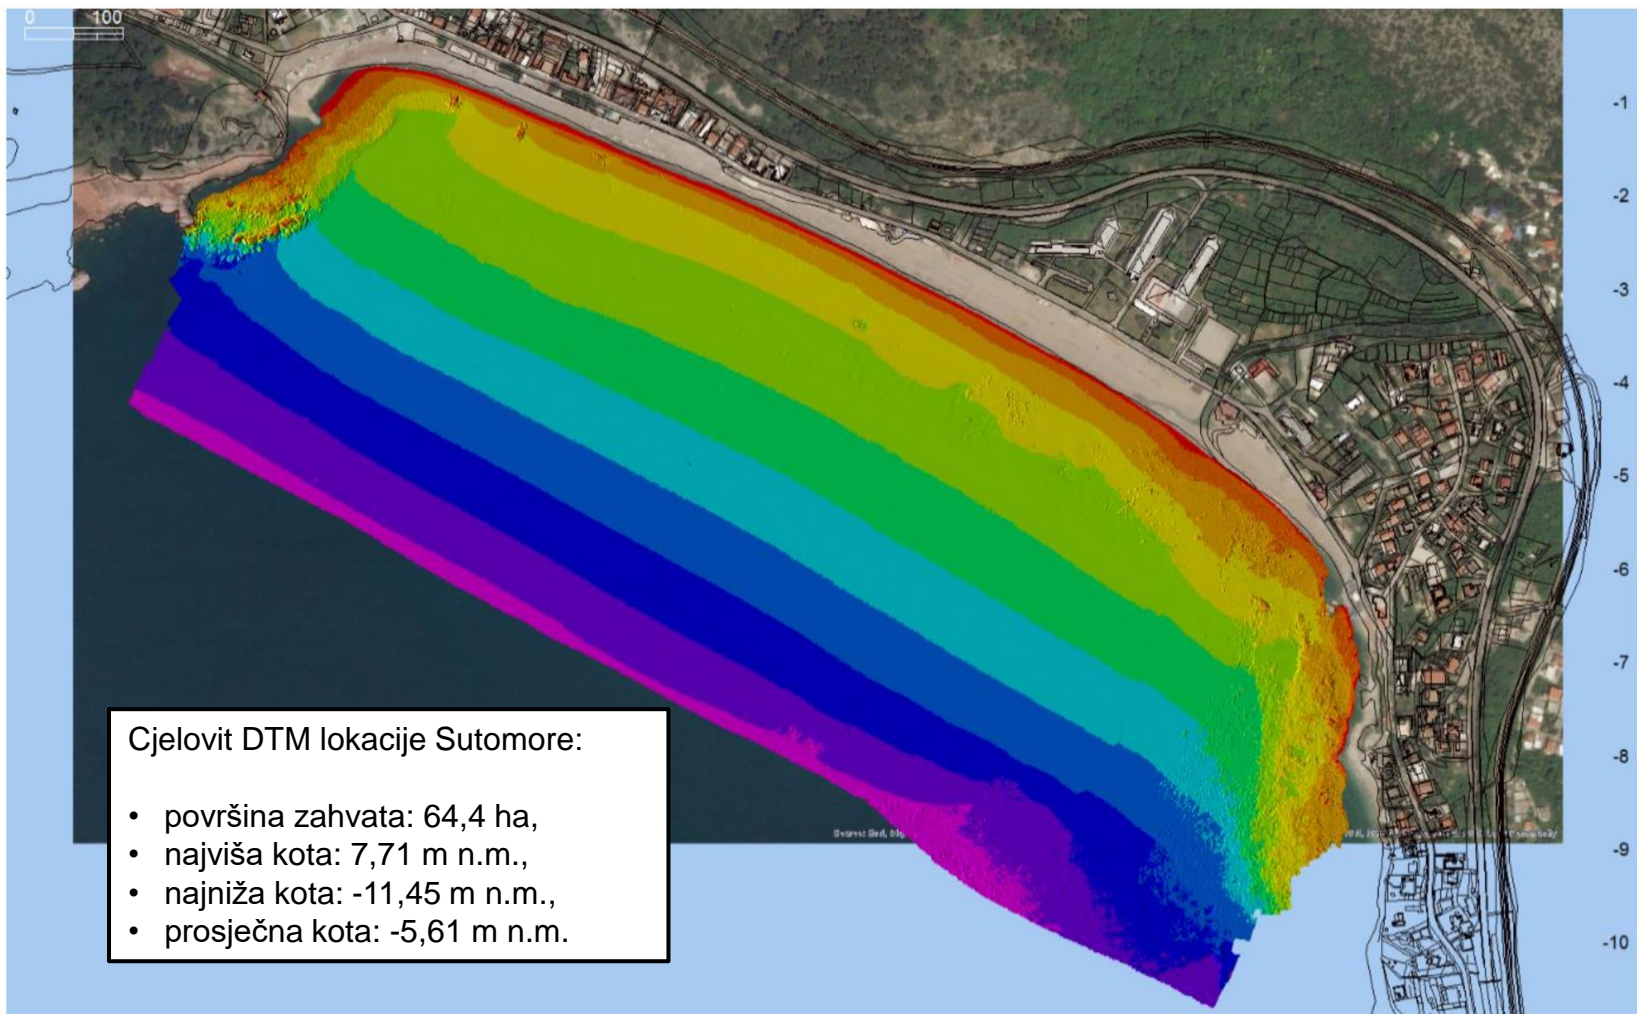 0 100
-1
-2
-3
-4
-5
-6
-7
-8
-9
-10
Cjelovit DTM lokacije Sutomore:
• površina zahvata: 64,4 ha,
• najviša kota: 7,71 m n.m.,
• najniža kota: -11,45 m n.m.,
• prosječna kota: -5,61 m n.m.